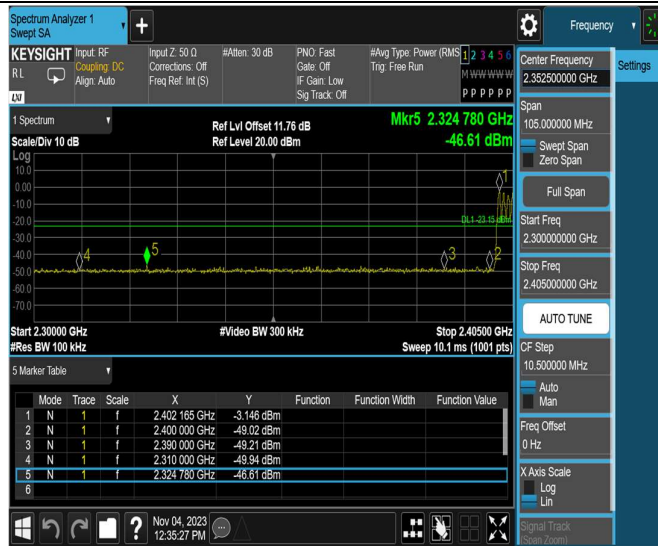 Spectrum Analyzer 1
Swept SA
+
Frequency
KEYSIGHT
RL
LXI
Input: RF
Coupling: DC
Align: Auto
Input Z: 50 Ω
Corrections: Off
Freq Ref: Int (S)
#Atten: 30 dB
PNO: Fast
Gate: Off
IF Gain: Low
Sig Track: Off
#Avg Type: Power (RMS
Trig: Free Run
1 2 3 4 5 6
M W W W W W
P P P P P P
1 Spectrum
Scale/Div 10 dB
Ref Lvl Offset 11.76 dB
Ref Level 20.00 dBm
Mkr5 2.324 780 GHz
-46.61 dBm
Log
10.0
0.00
-10.0
-20.0
-30.0
-40.0
-50.0
-60.0
-70.0
1
DL1 -23.15 dBm
4
5
3
2
Start 2.30000 GHz
#Res BW 100 kHz
#Video BW 300 kHz
Stop 2.40500 GHz
Sweep 10.1 ms (1001 pts)
5 Marker Table
Mode Trace Scale X Y Function Function Width Function Value
1 N 1 f 2.402 165 GHz -3.146 dBm
2 N 1 f 2.400 000 GHz -49.02 dBm
3 N 1 f 2.390 000 GHz -49.21 dBm
4 N 1 f 2.310 000 GHz -49.94 dBm
5 N 1 f 2.324 780 GHz -46.61 dBm
6
?
Nov 04, 2023
12:35:27 PM
Center Frequency
2.352500000 GHz
Settings
Span
105.000000 MHz
Swept Span
Zero Span
Full Span
Start Freq
2.300000000 GHz
Stop Freq
2.405000000 GHz
AUTO TUNE
CF Step
10.500000 MHz
Auto
Man
Freq Offset
0 Hz
X Axis Scale
Log
Lin
Signal Track
(Span Zoom)